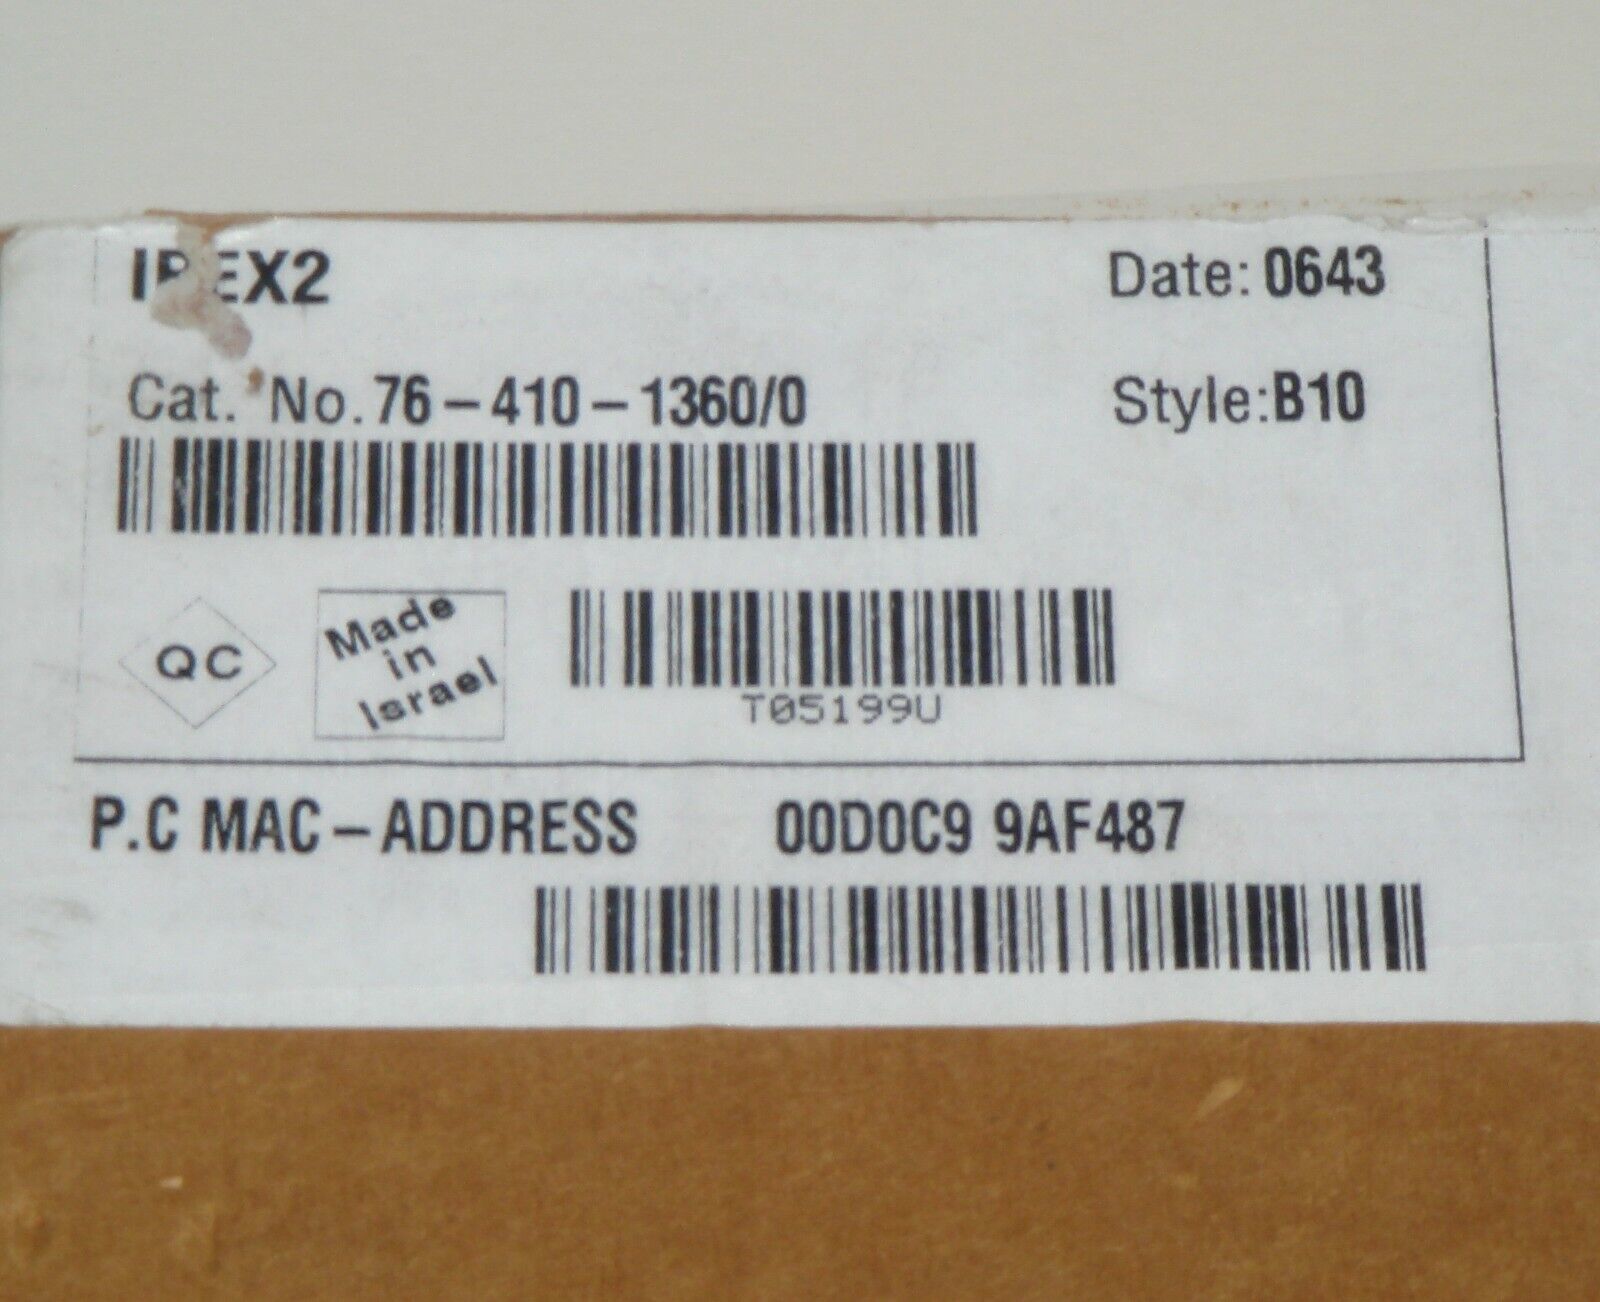 Date: 0643
Cat. No. 76-410-1360/0 Style: B10
QC
Made
in
Israel
T05199U
P.C MAC-ADDRESS 00D0C9 9AF487